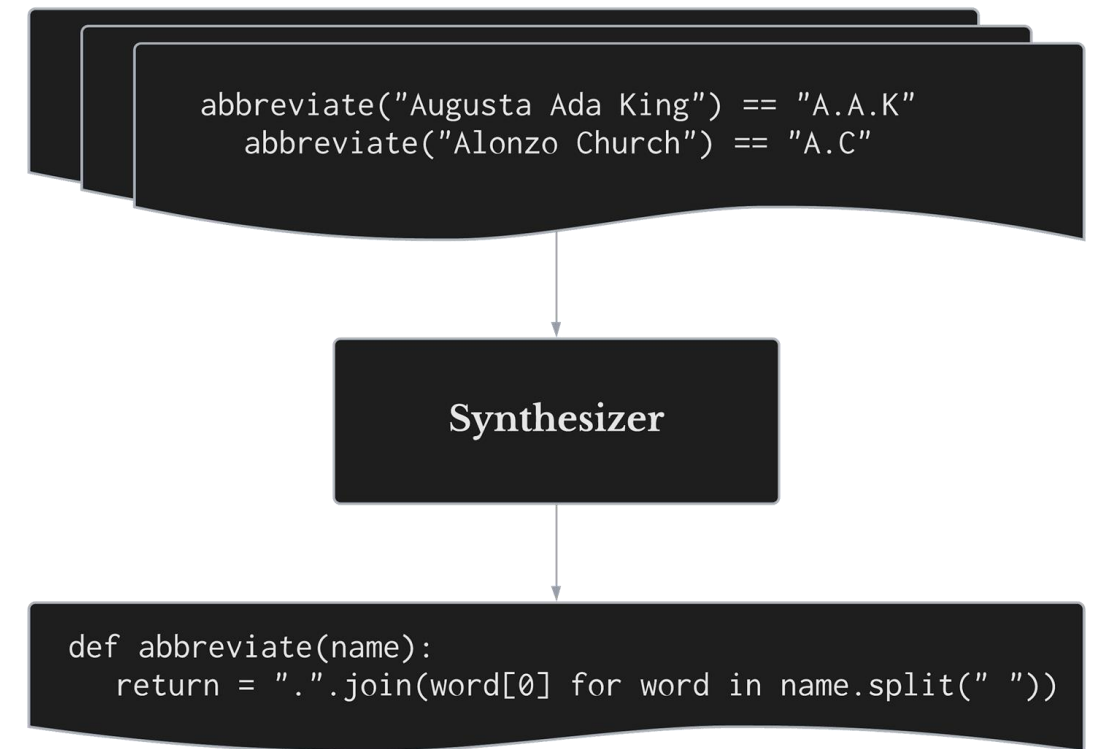 abbreviate("Augusta Ada King") == "A.A.K"
abbreviate("Alonzo Church") == "A.C"
Synthesizer
def abbreviate(name):
return = ".".join(word[0] for word in name.split(" "))